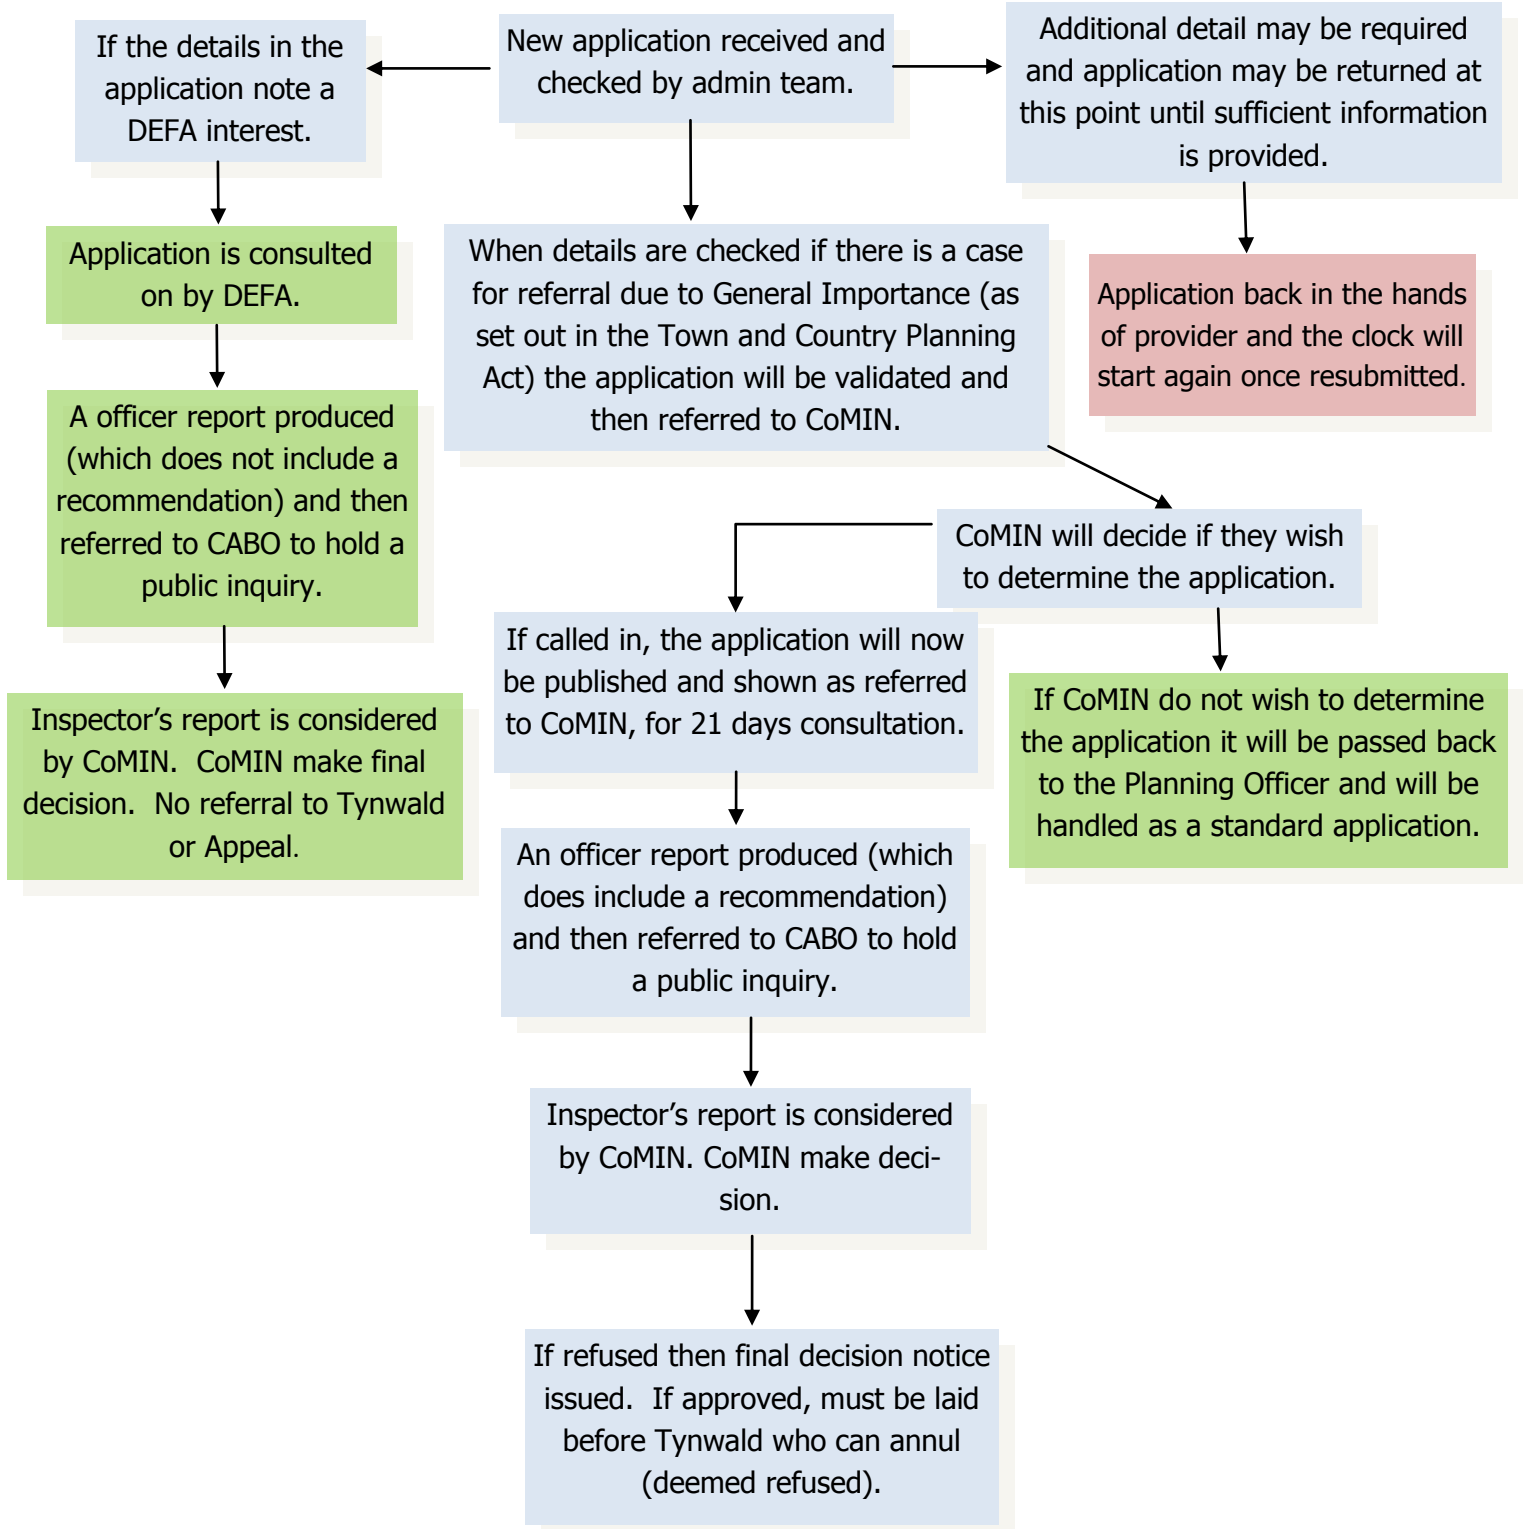 If the details in the
application note a
DEFA interest.
New application received and
checked by admin team.
Additional detail may be required
and application may be returned at
this point until sufficient information
is provided.
Application is consulted
on by DEFA.
When details are checked if there is a case
for referral due to General Importance (as
set out in the Town and Country Planning
Act) the application will be validated and
then referred to CoMIN.
Application back in the hands
of provider and the clock will
start again once resubmitted.
A officer report produced
(which does not include a
recommendation) and then
referred to CABO to hold a
public inquiry.
CoMIN will decide if they wish
to determine the application.
If called in, the application will now
be published and shown as referred
to CoMIN, for 21 days consultation.
If CoMIN do not wish to determine
the application it will be passed back
to the Planning Officer and will be
handled as a standard application.
Inspector’s report is considered
by CoMIN.  CoMIN make final
decision.  No referral to Tynwald
or Appeal.
An officer report produced (which
does include a recommendation)
and then referred to CABO to hold
a public inquiry.
Inspector’s report is considered
by CoMIN. CoMIN make deci-
sion.
If refused then final decision notice
issued.  If approved, must be laid
before Tynwald who can annul
(deemed refused).